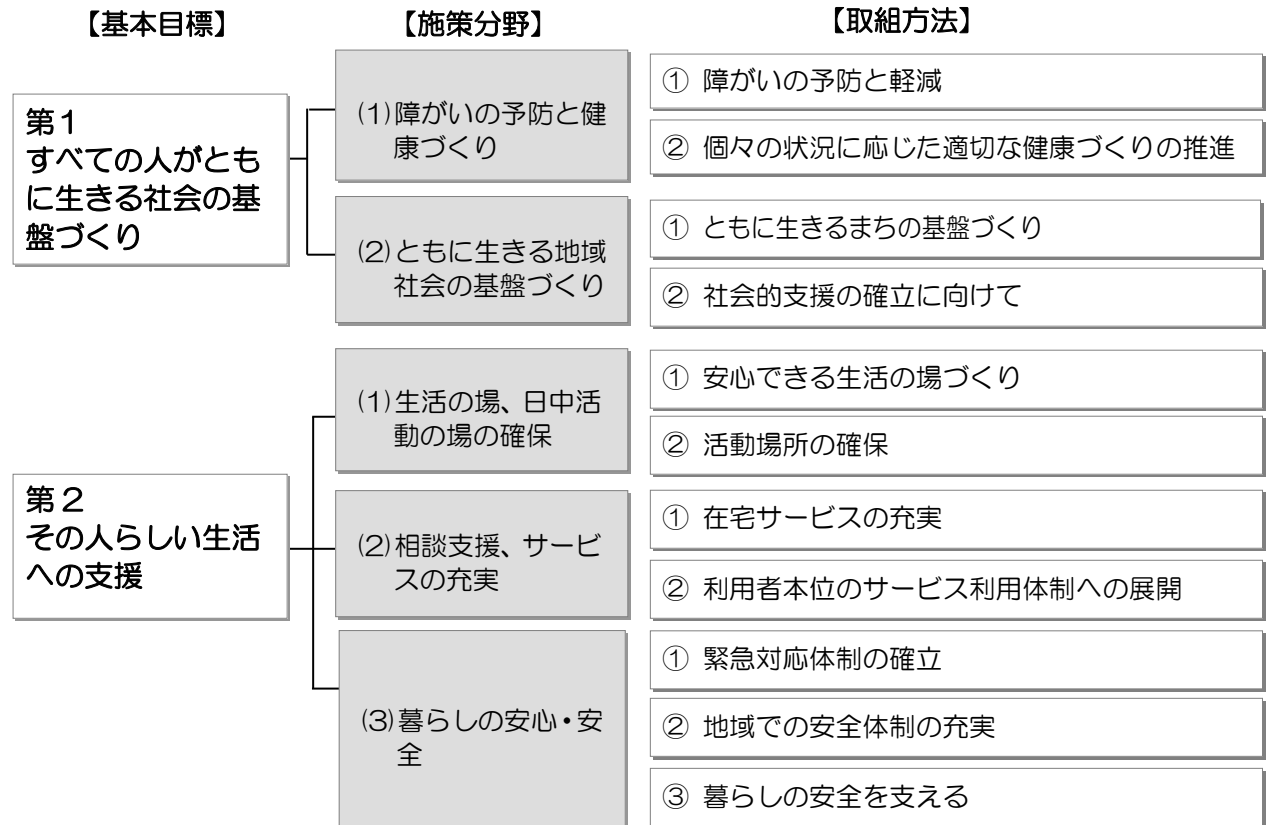 【基本目標】
【施策分野】
【取組方法】
第１
すべての人がとも
に生きる社会の基
盤づくり
⑴障がいの予防と健
康づくり
① 障がいの予防と軽減
② 個々の状況に応じた適切な健康づくりの推進
⑵ともに生きる地域
社会の基盤づくり
① ともに生きるまちの基盤づくり
② 社会的支援の確立に向けて
第２
その人らしい生活
への支援
⑴生活の場、日中活
動の場の確保
① 安心できる生活の場づくり
② 活動場所の確保
⑵相談支援、サービ
スの充実
① 在宅サービスの充実
② 利用者本位のサービス利用体制への展開
⑶暮らしの安心・安
全
① 緊急対応体制の確立
② 地域での安全体制の充実
③ 暮らしの安全を支える